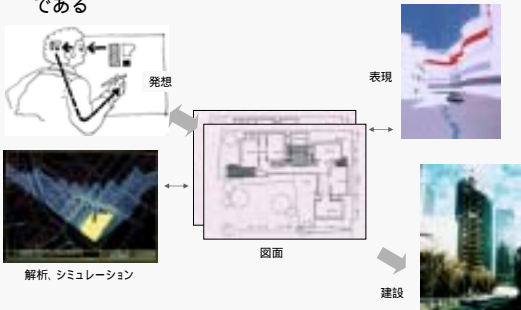 である
発想
表現
図面
解析、シミュレーション
建設